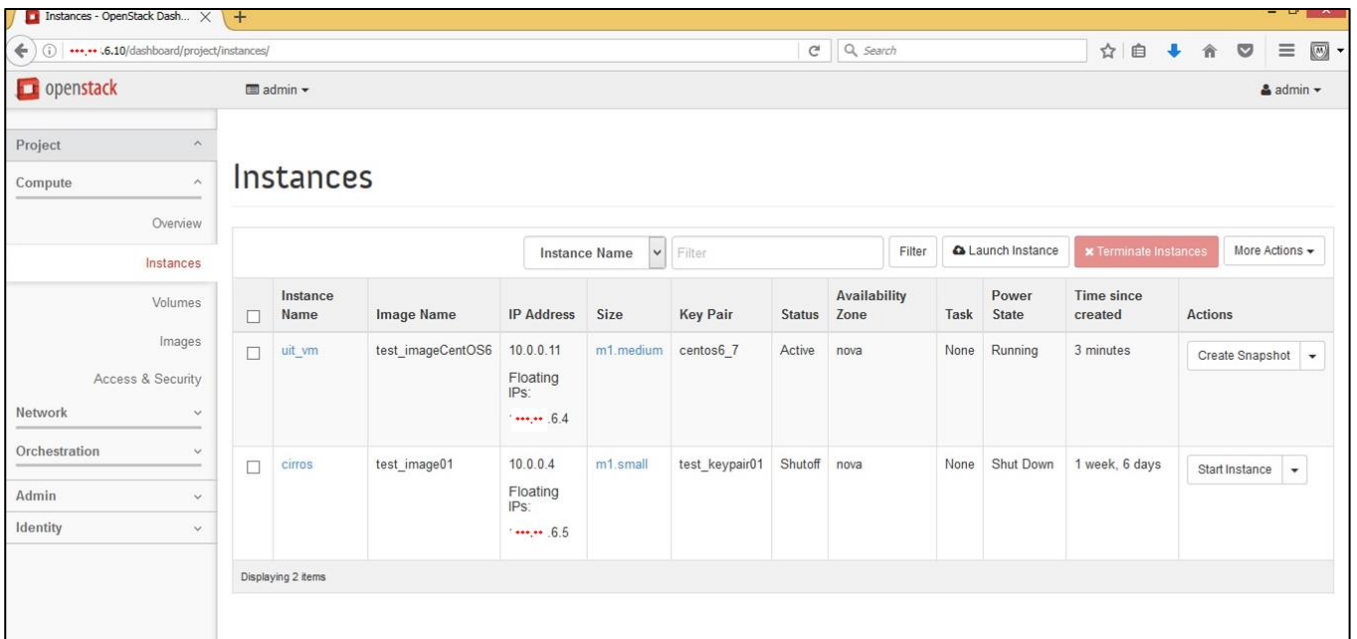 Instances - OpenStack Dash...
.6.10/dashboard/project/instances/
Search
openstack
admin
admin
Project
Compute
Overview
Instances
Volumes
Images
Access & Security
Network
Orchestration
Admin
Identity
Instances
Instance Name Filter Filter Launch Instance Terminate Instances More Actions
Instance Name Image Name IP Address Size Key Pair Status Availability Zone Task Power State Time since created Actions
uit_vm test_imageCentOS6 10.0.0.11 m1.medium centos6_7 Active nova None Running 3 minutes Create Snapshot
Floating IPs:
.6.4
cirros test_image01 10.0.0.4 m1.small test_keypair01 Shutoff nova None Shut Down 1 week, 6 days Start Instance
Floating IPs:
.6.5
Displaying 2 items